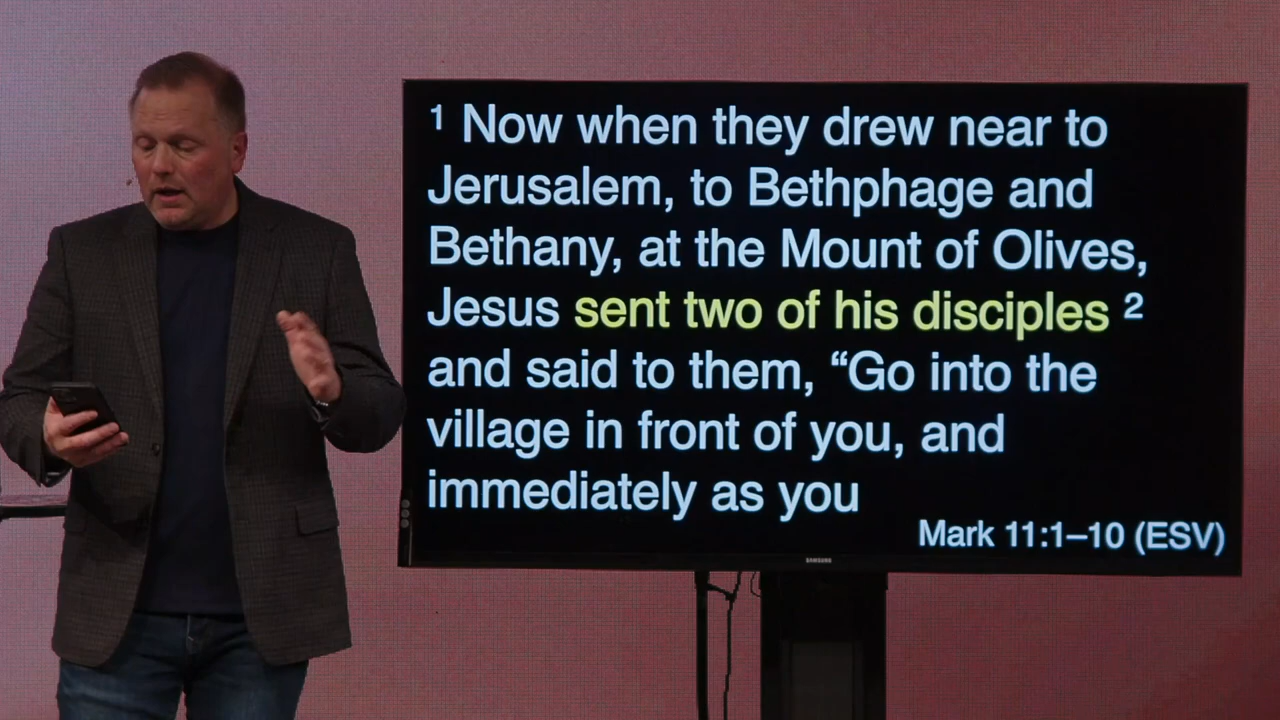 ¹ Now when they drew near to
Jerusalem, to Bethphage and
Bethany, at the Mount of Olives,
Jesus sent two of his disciples ²
and said to them, “Go into the
village in front of you, and
immediately as you
Mark 11:1–10 (ESV)
SAMSUNG